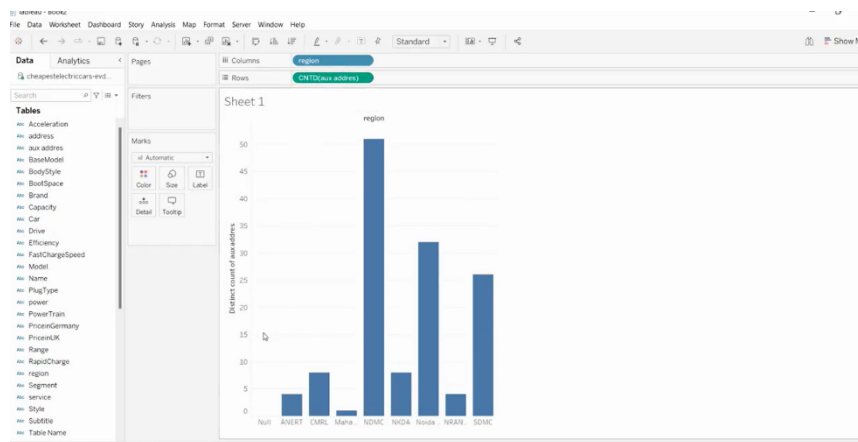 tableau - Book2
File Data Worksheet Dashboard Story Analysis Map Format Server Window Help
Standard
Show M
Data Analytics
cheapestelectriccars-evd...
Search
Tables
Acceleration
address
aux addres
BaseModel
BodyStyle
BootSpace
Brand
Capacity
Car
Drive
Efficiency
FastChargeSpeed
Model
Name
PlugType
power
PowerTrain
PriceinGermany
PriceinUK
Range
RapidCharge
region
Segment
service
Style
Subtitle
Table Name
Pages
Filters
Marks
Automatic
Color Size Label
Detail Tooltip
Columns region
Rows CNTD(aux addres)
Sheet 1
region
Distinct count of aux addres
50
45
40
35
30
25
20
15
10
5
0
Null ANERT CMRL Maha.. NDMC NKDA Noida.. NRAN.. SDMC